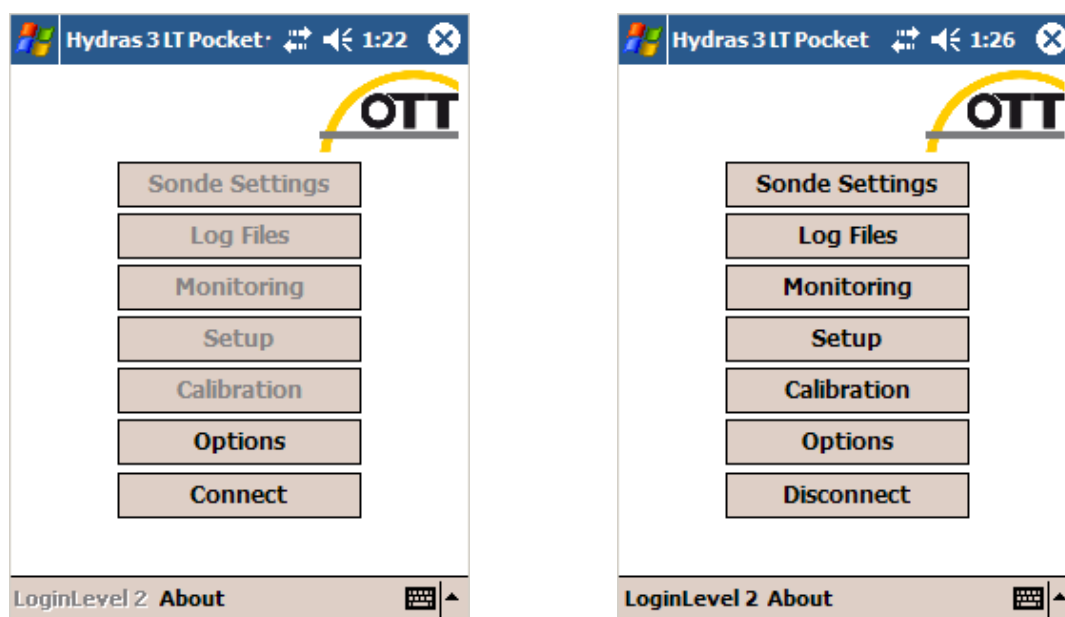 Hydras 3 LT Pocket 1:22
OTT
Sonde Settings
Log Files
Monitoring
Setup
Calibration
Options
Connect
LoginLevel 2 About
Hydras 3 LT Pocket 1:26
OTT
Sonde Settings
Log Files
Monitoring
Setup
Calibration
Options
Disconnect
LoginLevel 2 About